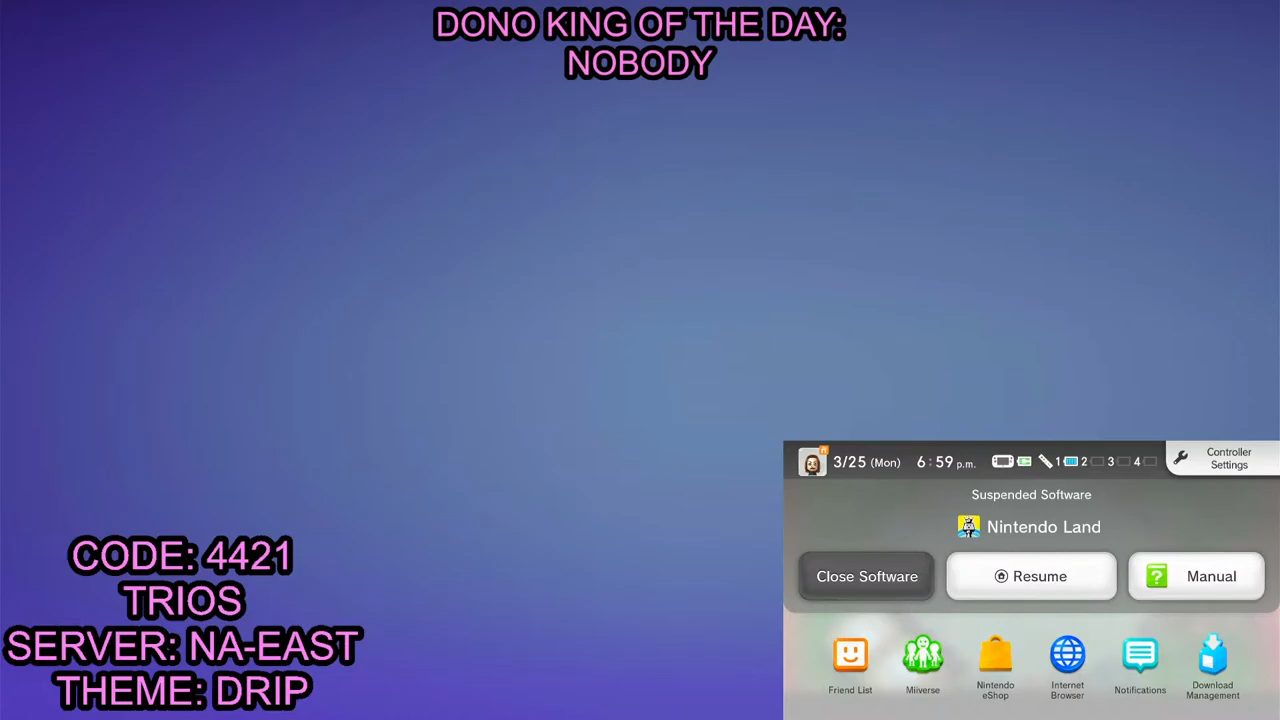 DONO KING OF THE DAY:
NOBODY
3/25 (Mon) 6:59 p.m. 1 2 3 4
Controller
Settings
Suspended Software
Nintendo Land
Close Software
Resume
? Manual
Friend List
Miiverse
Nintendo
eShop
Internet
Browser
Notifications
Download
Management
CODE: 4421
TRIOS
SERVER: NA-EAST
THEME: DRIP